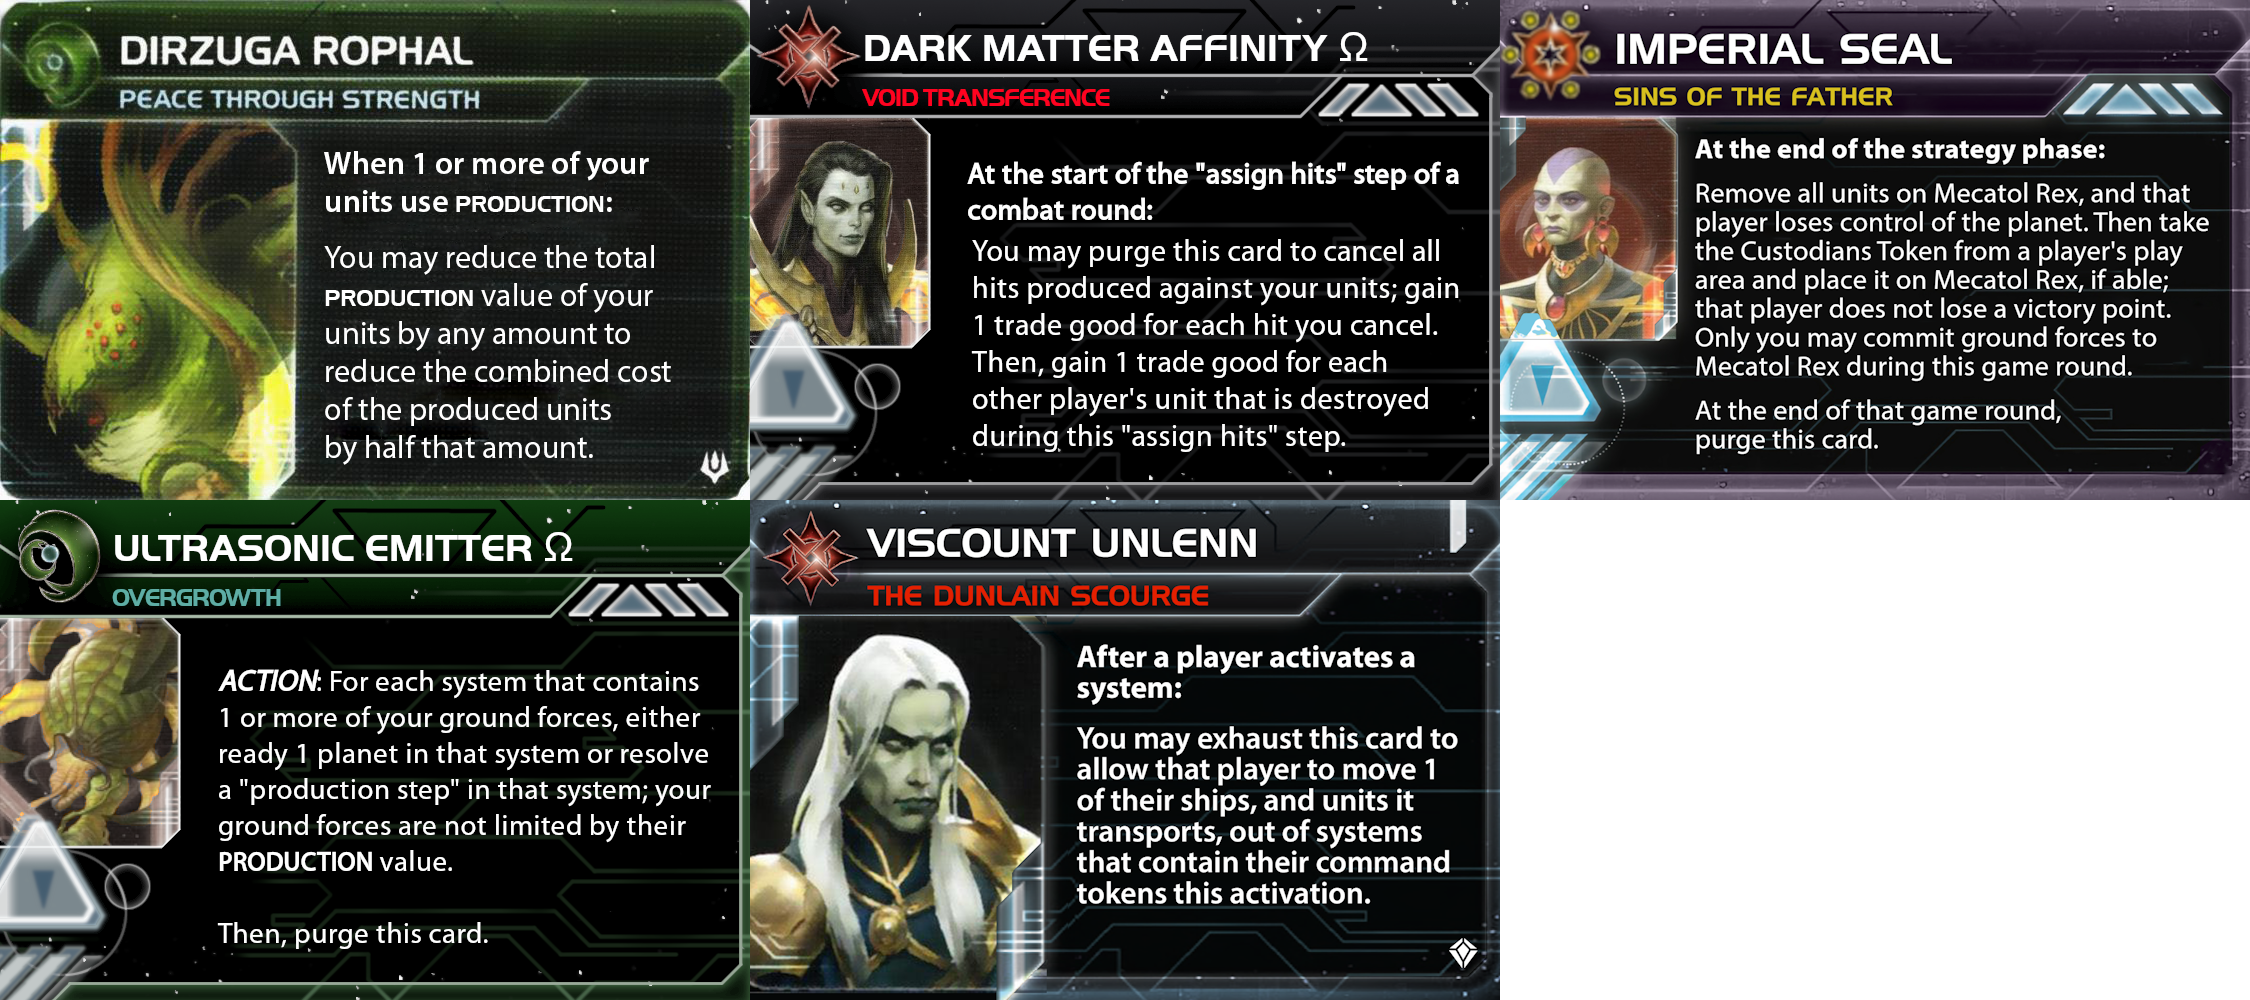 DIRZUGA ROPHAL
PEACE THROUGH STRENGTH
When 1 or more of your
units use PRODUCTION:
You may reduce the total
PRODUCTION value of your
units by any amount to
reduce the combined cost
of the produced units
by half that amount.
DARK MATTER AFFINITY Ω
VOID TRANSFERENCE
At the start of the "assign hits" step of a
combat round:
You may purge this card to cancel all
hits produced against your units; gain
1 trade good for each hit you cancel.
Then, gain 1 trade good for each
other player's unit that is destroyed
during this "assign hits" step.
IMPERIAL SEAL
SINS OF THE FATHER
At the end of the strategy phase:
Remove all units on Mecatol Rex, and that
player loses control of the planet. Then take
the Custodians Token from a player's play
area and place it on Mecatol Rex, if able;
that player does not lose a victory point.
Only you may commit ground forces to
Mecatol Rex during this game round.
At the end of that game round,
purge this card.
ULTRASONIC EMITTER Ω
OVERGROWTH
ACTION: For each system that contains
1 or more of your ground forces, either
ready 1 planet in that system or resolve
a "production step" in that system; your
ground forces are not limited by their
PRODUCTION value.
Then, purge this card.
VISCOUNT UNLENN
THE DUNLAIN SCOURGE
After a player activates a
system:
You may exhaust this card to
allow that player to move 1
of their ships, and units it
transports, out of systems
that contain their command
tokens this activation.